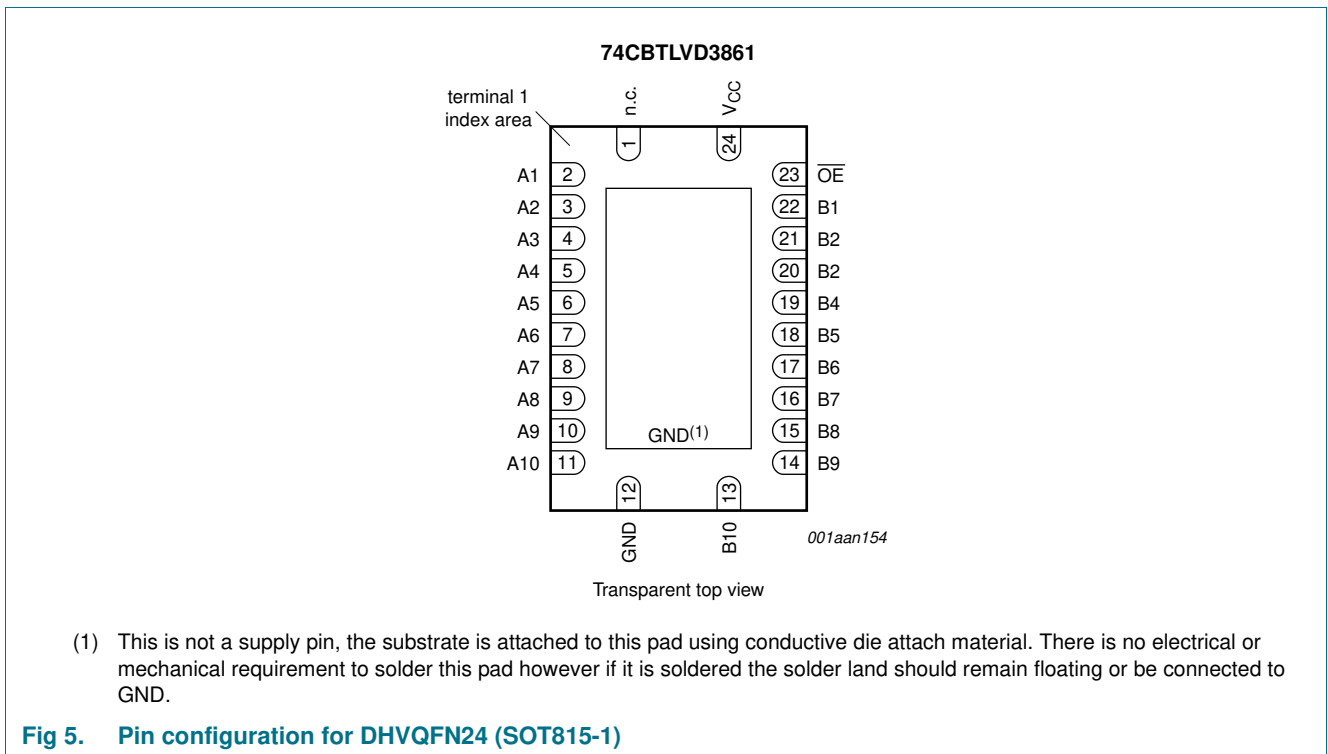 74CBTLVD3861
terminal 1
index area
n.c.
VCC
1
24
A1 2 23 OE
A2 3 22 B1
A3 4 21 B2
A4 5 20 B2
A5 6 19 B4
A6 7 18 B5
A7 8 17 B6
A8 9 16 B7
A9 10 GND(1) 15 B8
A10 11 14 B9
12
13
GND
B10
001aan154
Transparent top view
(1) This is not a supply pin, the substrate is attached to this pad using conductive die attach material. There is no electrical or
mechanical requirement to solder this pad however if it is soldered the solder land should remain floating or be connected to
GND.
Fig 5. Pin configuration for DHVQFN24 (SOT815-1)